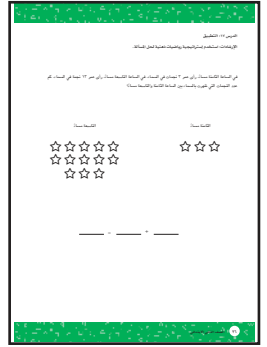 الدرس ١٧: التطبيق
الإرشادات: استخدم إستراتيجية رياضيات ذهنية لحل المسألة.
في الساعة الثامنة مساءً، رأى عمر ٣ نجمات في السماء. في الساعة التاسعة مساءً، رأى عمر ١٣ نجمة في السماء. كم
عدد النجمات التي ظهرت بالسماء بين الساعة الثامنة والتاسعة مساءً؟
الثامنة مساءً:
التاسعة مساءً: